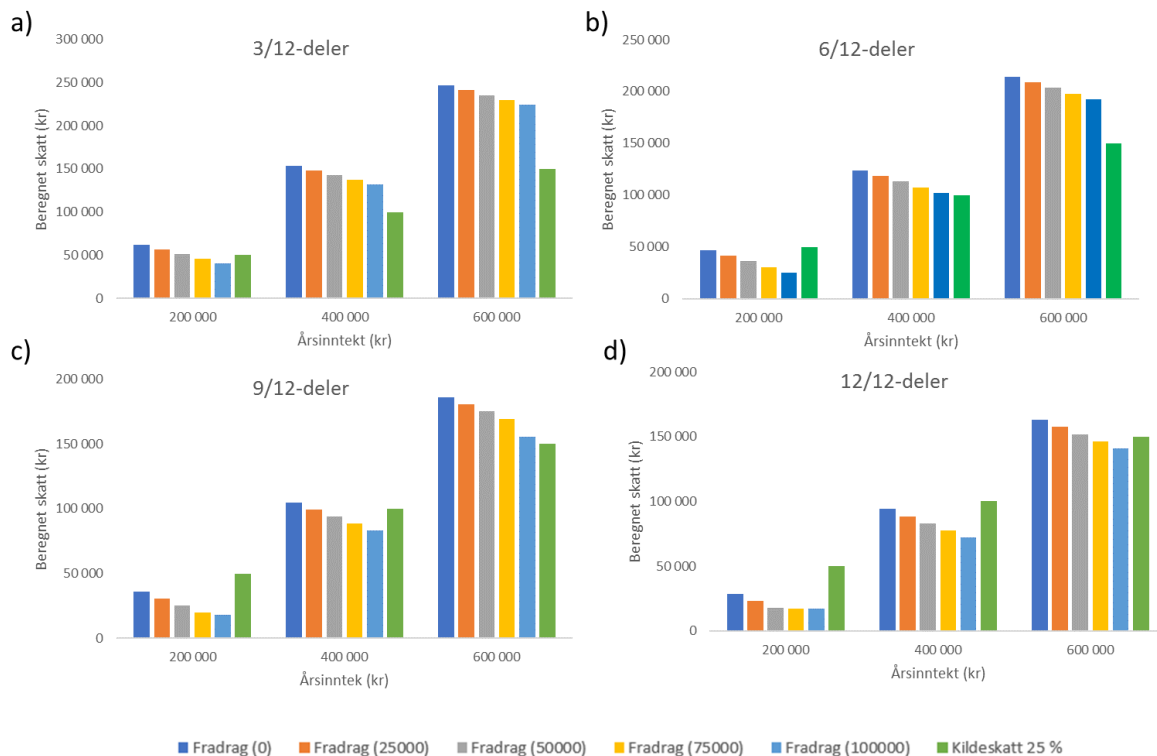 a)
3/12-deler
300 000
250 000
200 000
150 000
100 000
50 000
0
Beregnet skatt (kr)
200 000 400 000 600 000
Årsinntekt (kr)
b)
6/12-deler
250 000
200 000
150 000
100 000
50 000
0
Beregnet skatt (kr)
200 000 400 000 600 000
Årsinntekt (kr)
c)
9/12-deler
200 000
150 000
100 000
50 000
0
Beregnet skatt (kr)
200 000 400 000 600 000
Årsinntek (kr)
d)
12/12-deler
200 000
150 000
100 000
50 000
0
Beregnet skatt (kr)
200 000 400 000 600 000
Årsinntekt (kr)
Fradrag (0) Fradrag (25000) Fradrag (50000) Fradrag (75000) Fradrag (100000) Kildeskatt 25 %